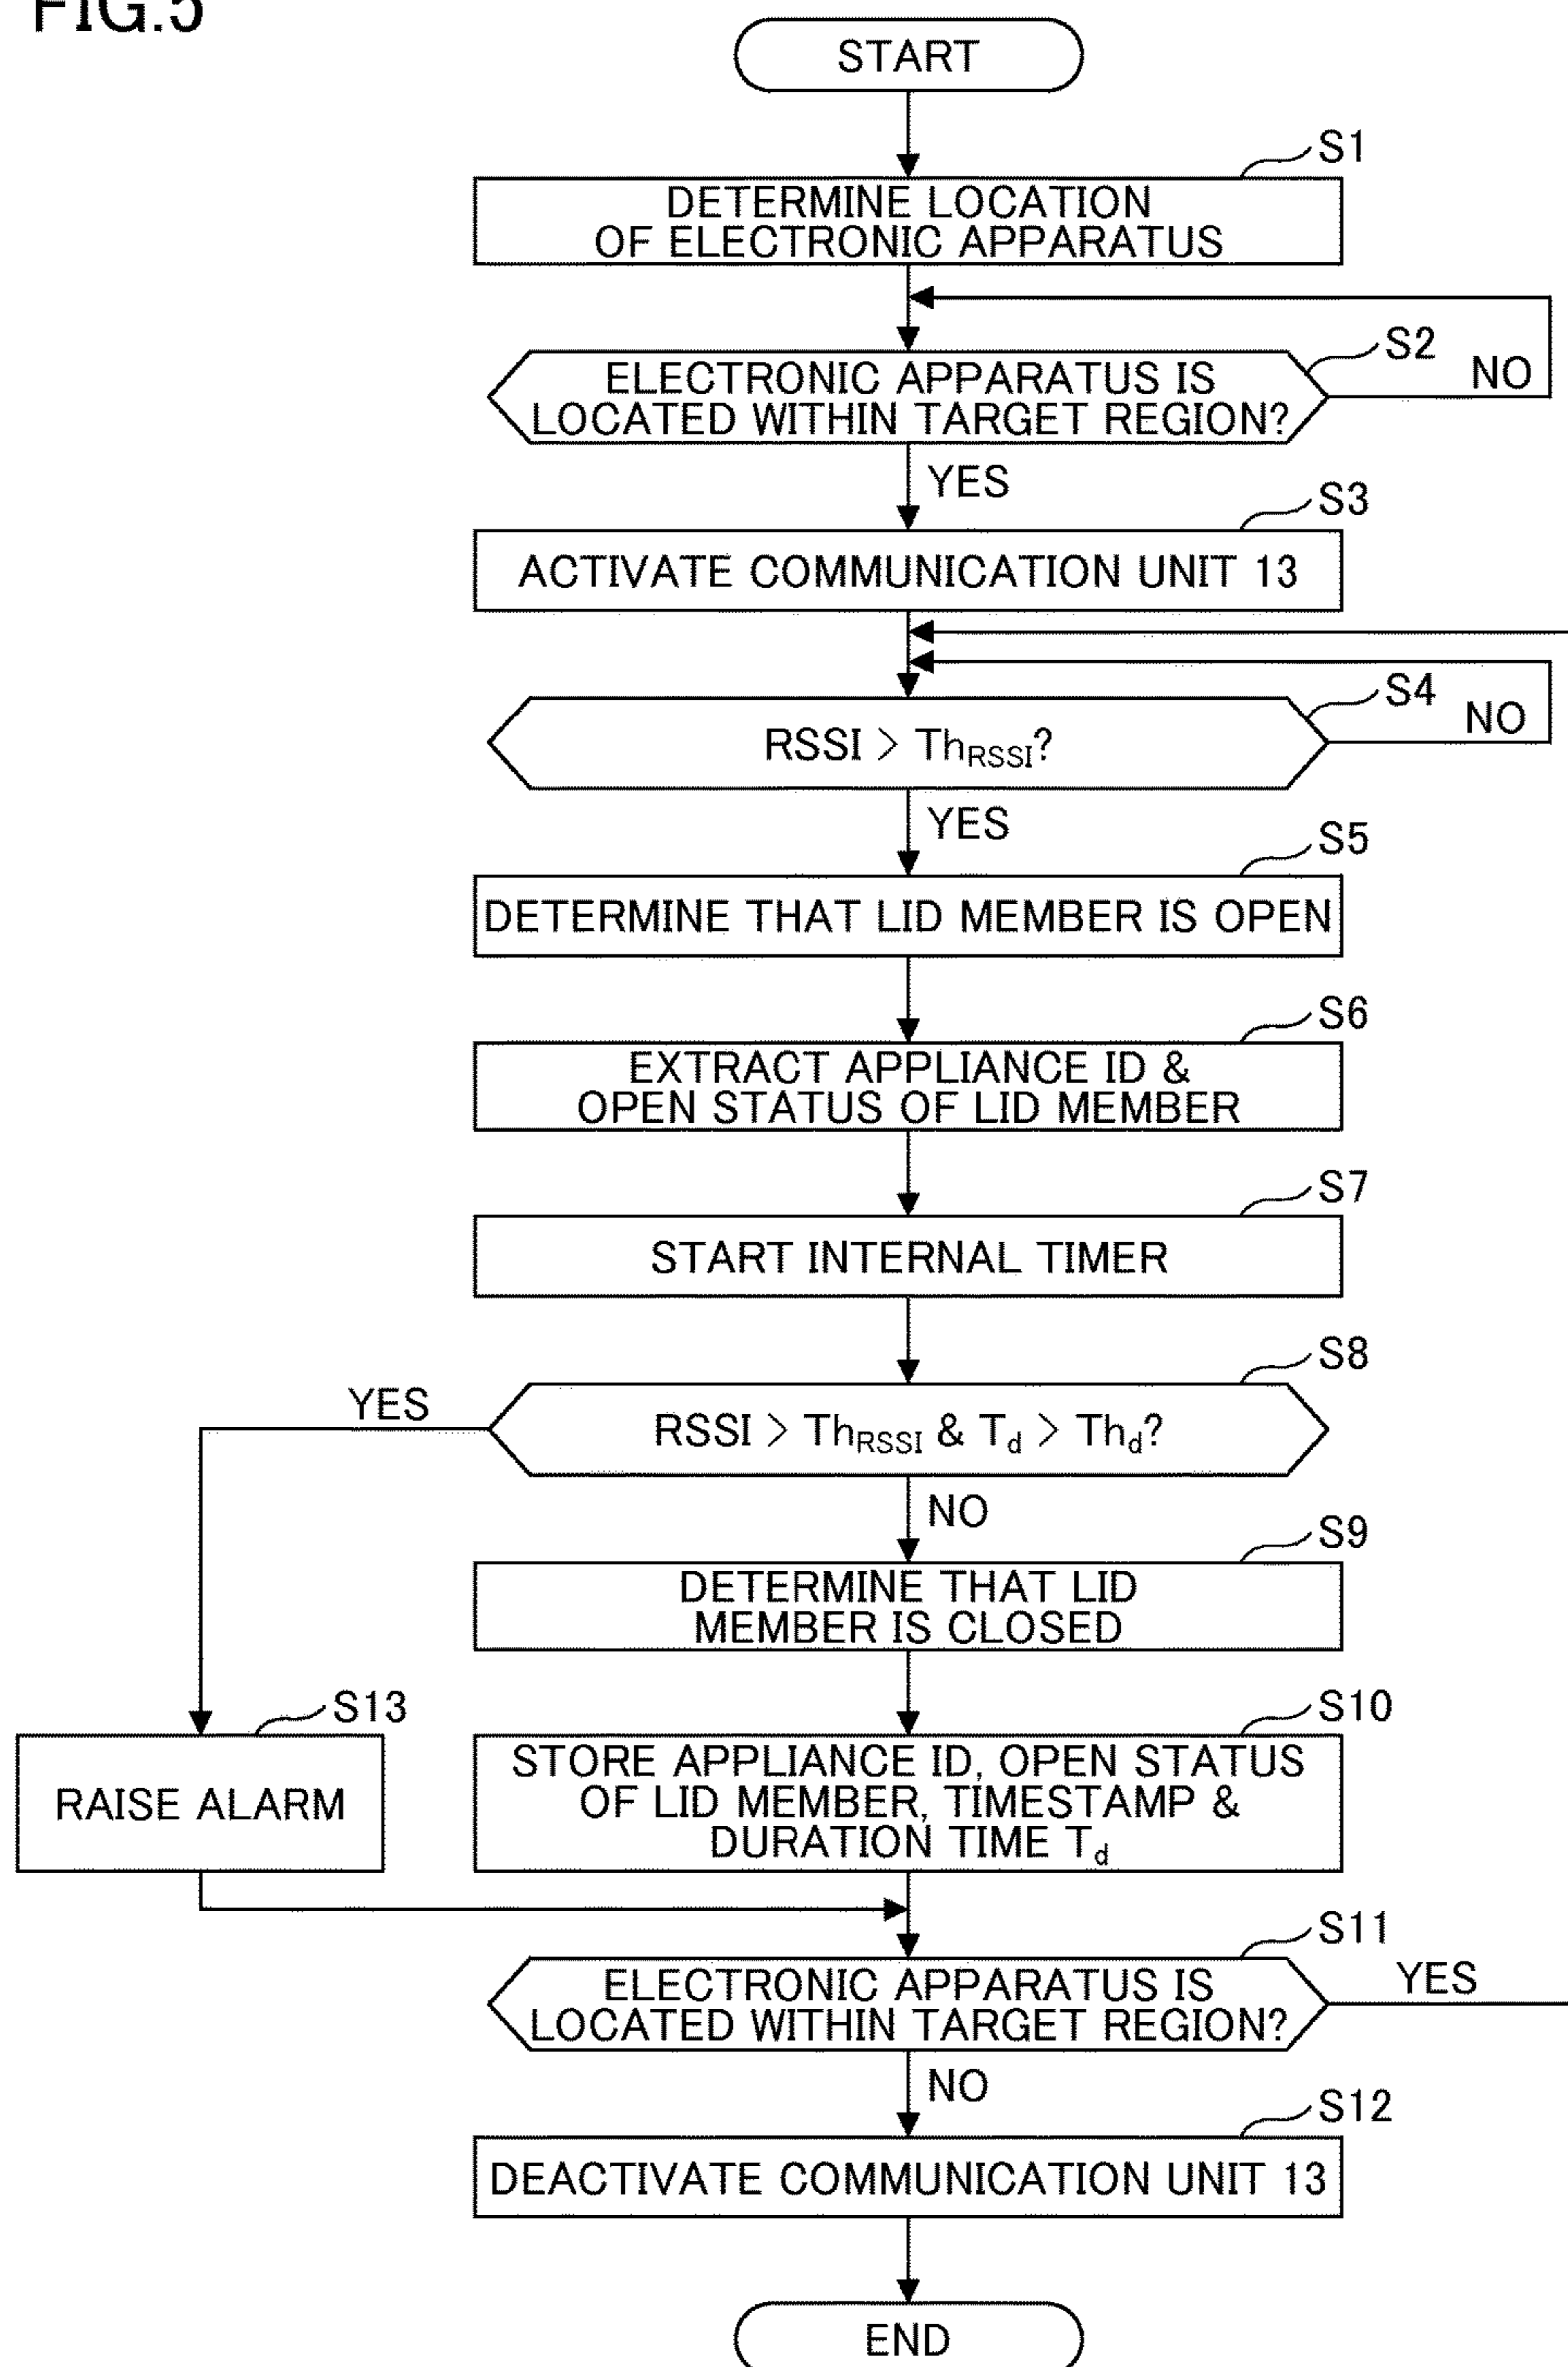 FIG.5
START
S1
DETERMINE LOCATION
OF ELECTRONIC APPARATUS
S2
ELECTRONIC APPARATUS IS
LOCATED WITHIN TARGET REGION?
NO
YES
S3
ACTIVATE COMMUNICATION UNIT 13
S4
RSSI > ThRSSI?
NO
YES
S5
DETERMINE THAT LID MEMBER IS OPEN
S6
EXTRACT APPLIANCE ID &
OPEN STATUS OF LID MEMBER
S7
START INTERNAL TIMER
S8
YES
RSSI > ThRSSI & Td > Thd?
NO
S9
DETERMINE THAT LID
MEMBER IS CLOSED
S13
RAISE ALARM
S10
STORE APPLIANCE ID, OPEN STATUS
OF LID MEMBER, TIMESTAMP &
DURATION TIME Td
S11
ELECTRONIC APPARATUS IS
LOCATED WITHIN TARGET REGION?
YES
NO
S12
DEACTIVATE COMMUNICATION UNIT 13
END